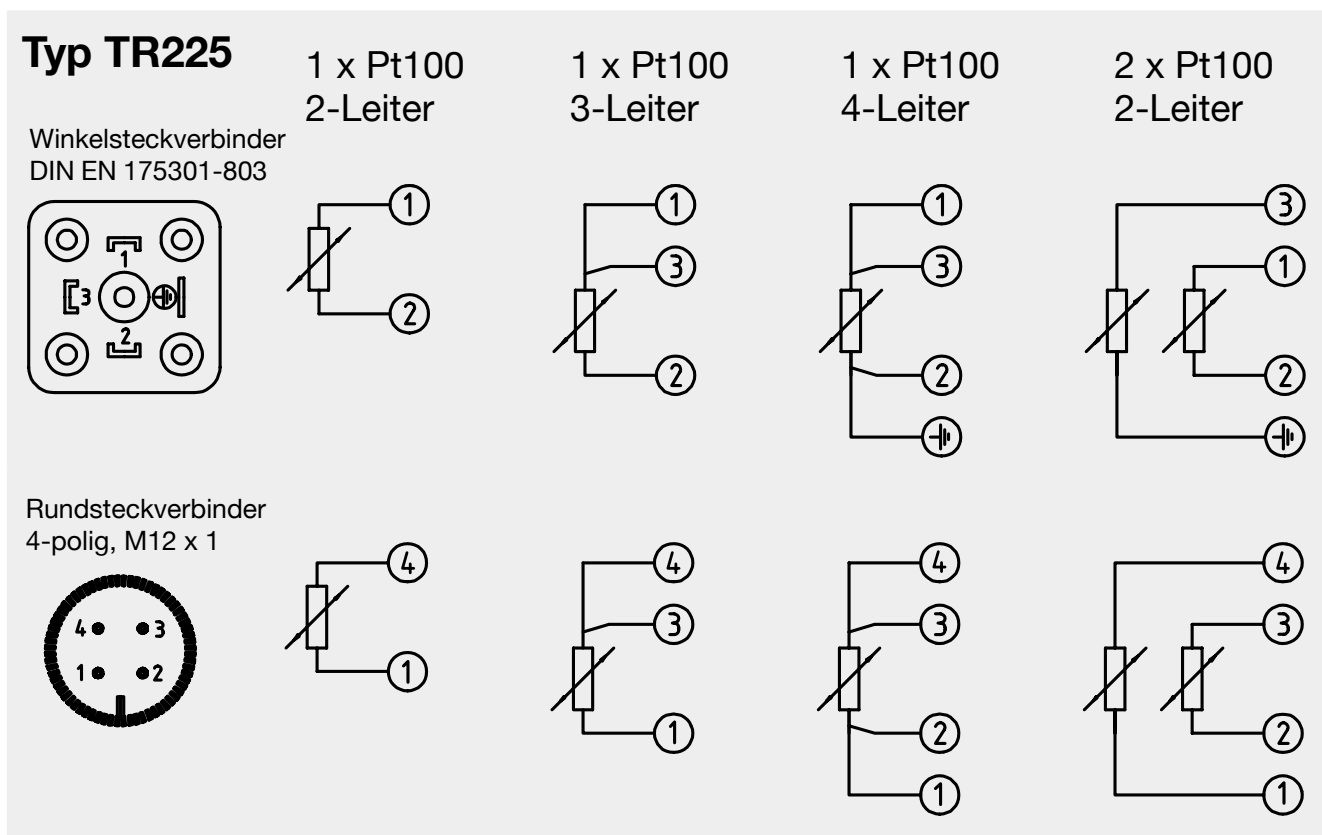 Typ TR225
1 x Pt100
2-Leiter
1 x Pt100
3-Leiter
1 x Pt100
4-Leiter
2 x Pt100
2-Leiter
Winkelsteckverbinder
DIN EN 175301-803
1
3
2
1
2
1
3
2
1
3
2
3
1
2
Rundsteckverbinder
4-polig, M12 x 1
4 3
1 2
4
1
4
3
1
4
3
2
1
4
3
2
1